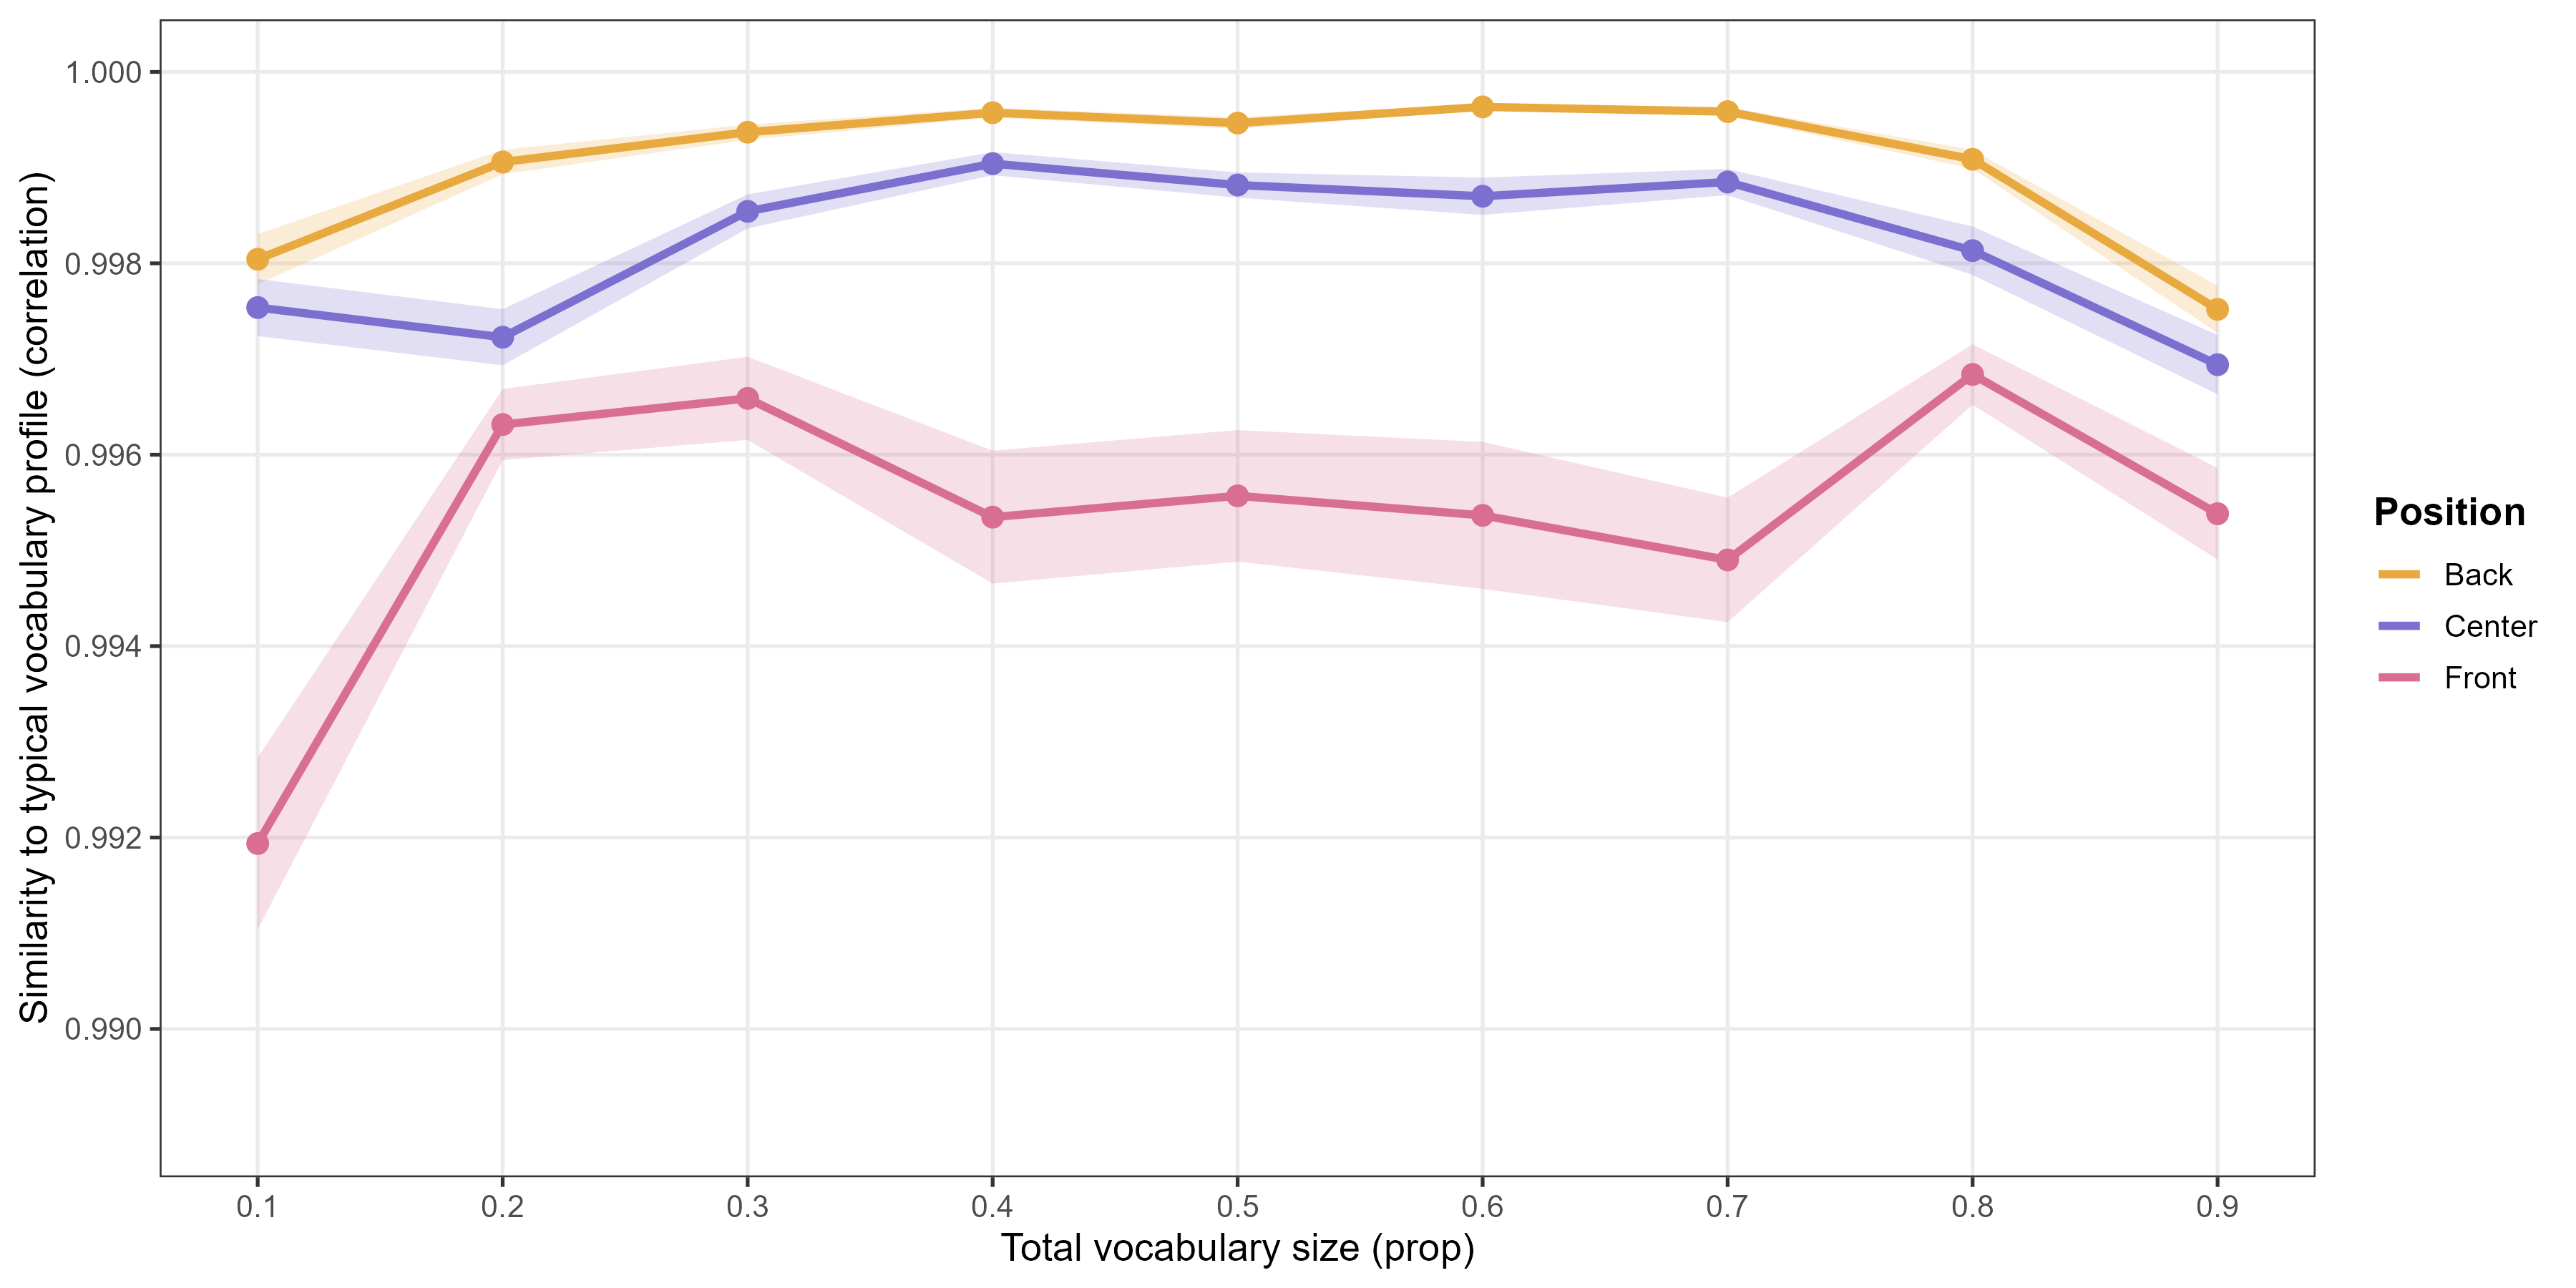 Similarity to typical vocabulary profile (correlation)
1.000
0.998
0.996
0.994
0.992
0.990
0.1 0.2 0.3 0.4 0.5 0.6 0.7 0.8 0.9
Total vocabulary size (prop)
Position
Back
Center
Front